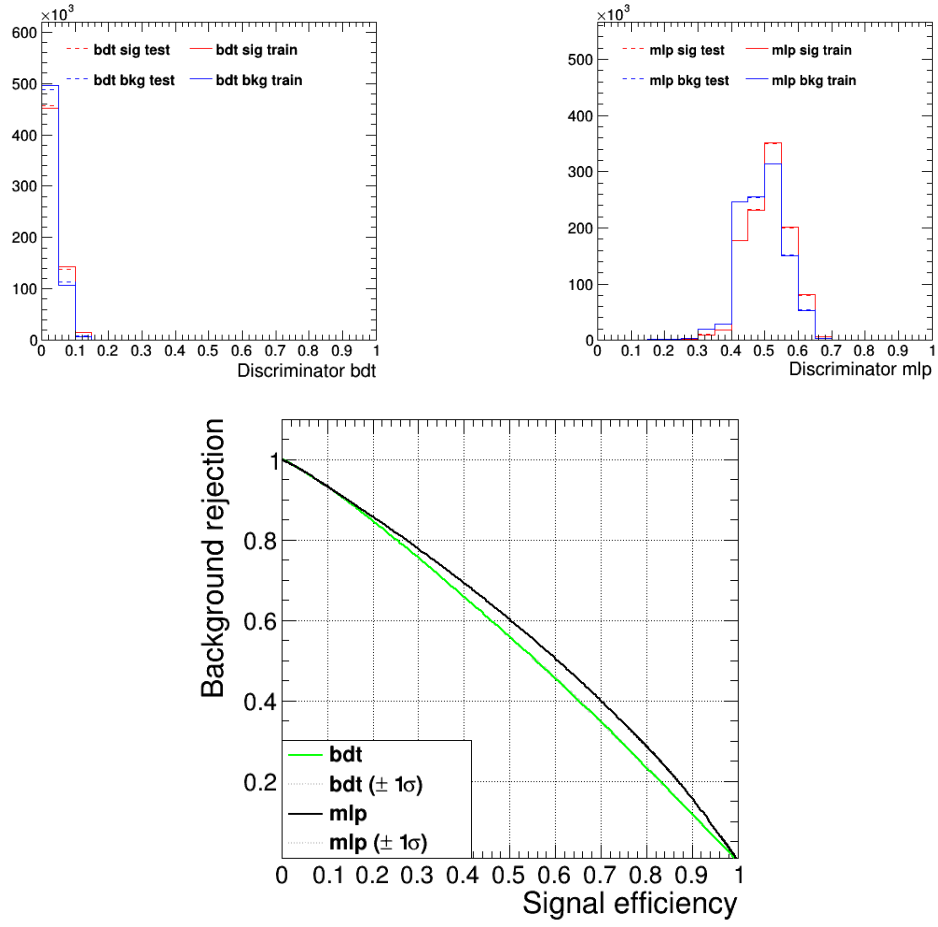 ×10³
600
500
400
300
200
100
0
bdt sig test bdt sig train
bdt bkg test bdt bkg train
0 0.1 0.2 0.3 0.4 0.5 0.6 0.7 0.8 0.9 1
Discriminator bdt
×10³
500
400
300
200
100
0
mlp sig test mlp sig train
mlp bkg test mlp bkg train
0 0.1 0.2 0.3 0.4 0.5 0.6 0.7 0.8 0.9 1
Discriminator mlp
Background rejection
1
0.8
0.6
0.4
0.2
bdt
bdt (± 1σ)
mlp
mlp (± 1σ)
0 0.1 0.2 0.3 0.4 0.5 0.6 0.7 0.8 0.9 1
Signal efficiency